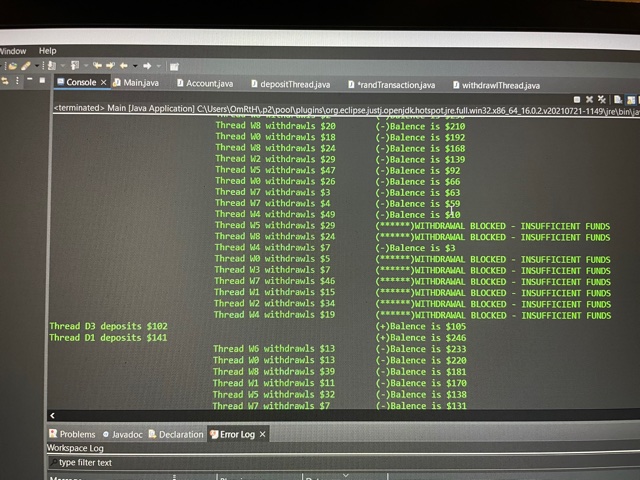 Window Help
Console × Main.java Account.java depositThread.java *randTransaction.java withdrawlThread.java
<terminated> Main [Java Application] C:\Users\OmRtH\.p2\pool\plugins\org.eclipse.justj.openjdk.hotspot.jre.full.win32.x86_64_16.0.2.v20210721-1149\jre\bin\ja
Thread W8 withdrawls $20 (-)Balence is $210
Thread W0 withdrawls $18 (-)Balence is $192
Thread W8 withdrawls $24 (-)Balence is $168
Thread W2 withdrawls $29 (-)Balence is $139
Thread W5 withdrawls $47 (-)Balence is $92
Thread W0 withdrawls $26 (-)Balence is $66
Thread W7 withdrawls $3 (-)Balence is $63
Thread W7 withdrawls $4 (-)Balence is $59
Thread W4 withdrawls $49 (-)Balence is $10
Thread W5 withdrawls $29 (******)WITHDRAWAL BLOCKED - INSUFFICIENT FUNDS
Thread W8 withdrawls $24 (******)WITHDRAWAL BLOCKED - INSUFFICIENT FUNDS
Thread W4 withdrawls $7 (-)Balence is $3
Thread W0 withdrawls $5 (******)WITHDRAWAL BLOCKED - INSUFFICIENT FUNDS
Thread W3 withdrawls $7 (******)WITHDRAWAL BLOCKED - INSUFFICIENT FUNDS
Thread W7 withdrawls $46 (******)WITHDRAWAL BLOCKED - INSUFFICIENT FUNDS
Thread W1 withdrawls $15 (******)WITHDRAWAL BLOCKED - INSUFFICIENT FUNDS
Thread W2 withdrawls $34 (******)WITHDRAWAL BLOCKED - INSUFFICIENT FUNDS
Thread W4 withdrawls $19 (******)WITHDRAWAL BLOCKED - INSUFFICIENT FUNDS
Thread D3 deposits $102 (+)Balence is $105
Thread D1 deposits $141 (+)Balence is $246
Thread W6 withdrawls $13 (-)Balence is $233
Thread W0 withdrawls $13 (-)Balence is $220
Thread W8 withdrawls $39 (-)Balence is $181
Thread W1 withdrawls $11 (-)Balence is $170
Thread W5 withdrawls $32 (-)Balence is $138
Thread W7 withdrawls $7 (-)Balence is $131
Problems Javadoc Declaration Error Log ×
Workspace Log
type filter text